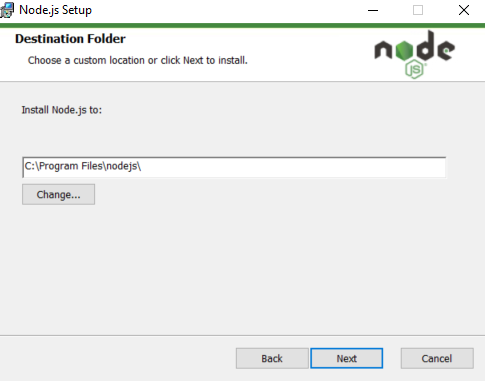 Node.js Setup
Destination Folder
Choose a custom location or click Next to install.
node
JS
Install Node.js to:
C:\Program Files\nodejs\
Change...
Back
Next
Cancel